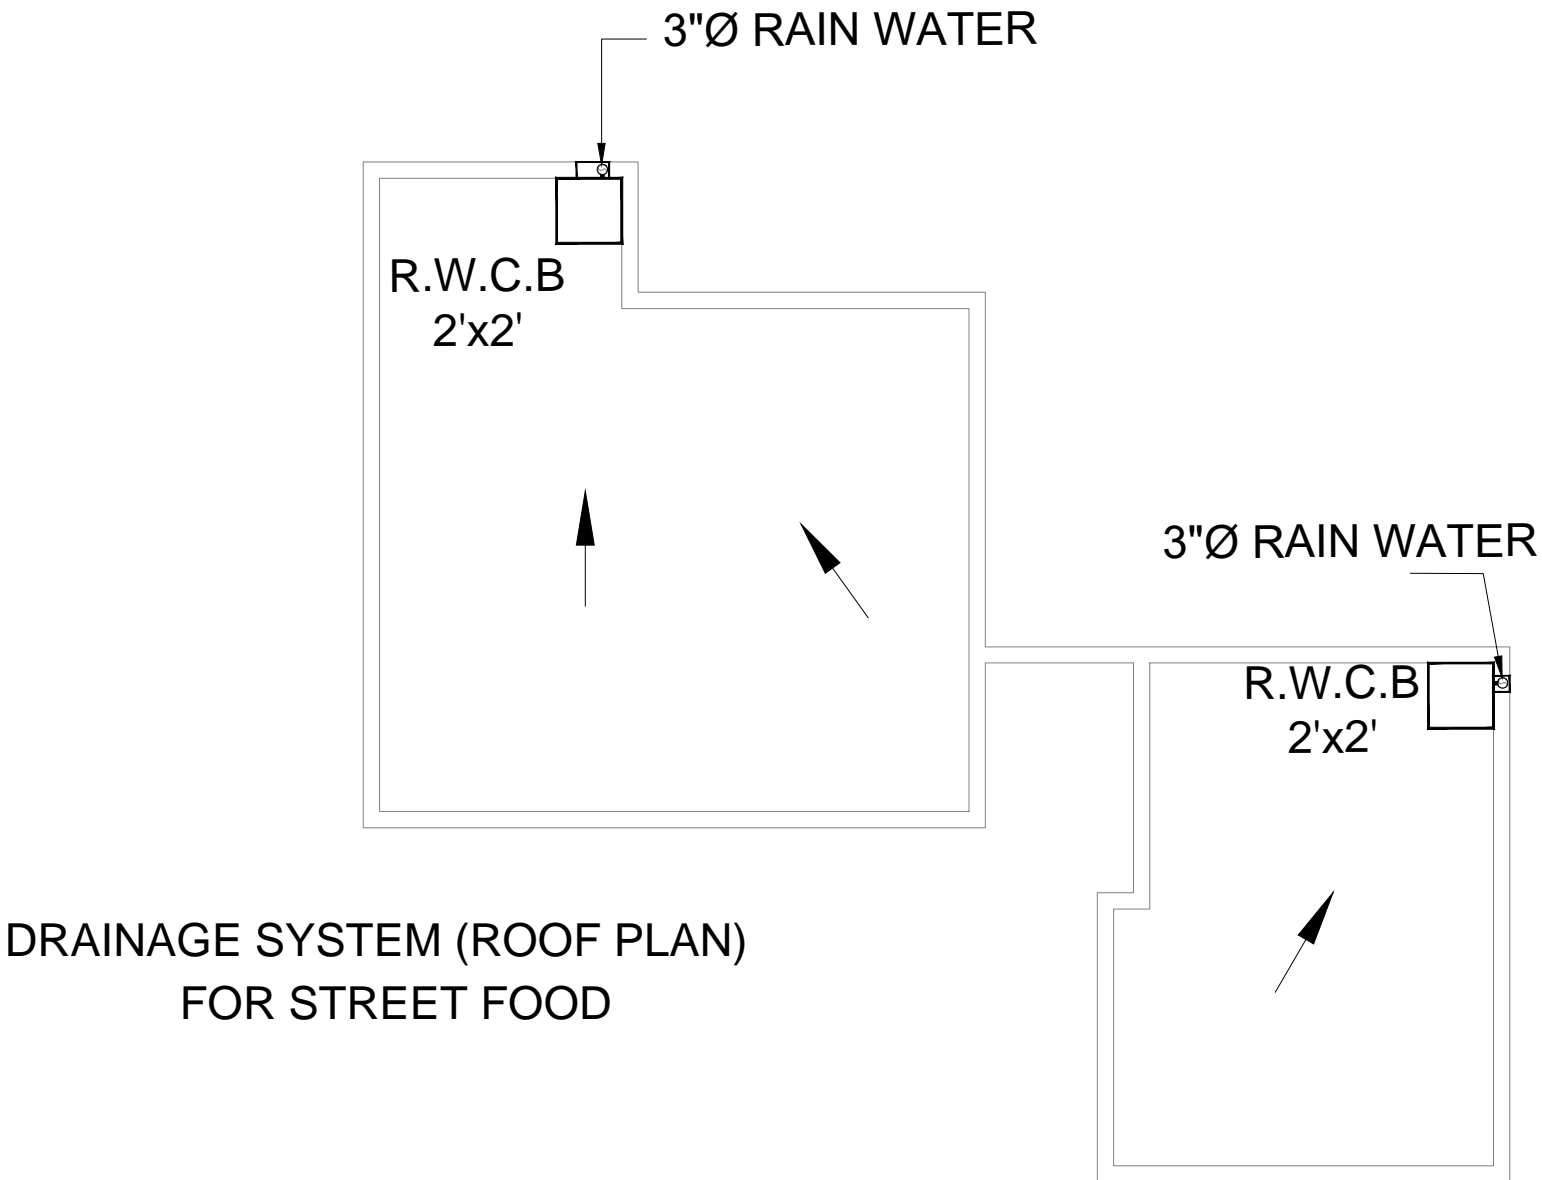 3"Ø RAIN WATER
R.W.C.B
2'x2'
3"Ø RAIN WATER
R.W.C.B
2'x2'
DRAINAGE SYSTEM (ROOF PLAN)
FOR STREET FOOD